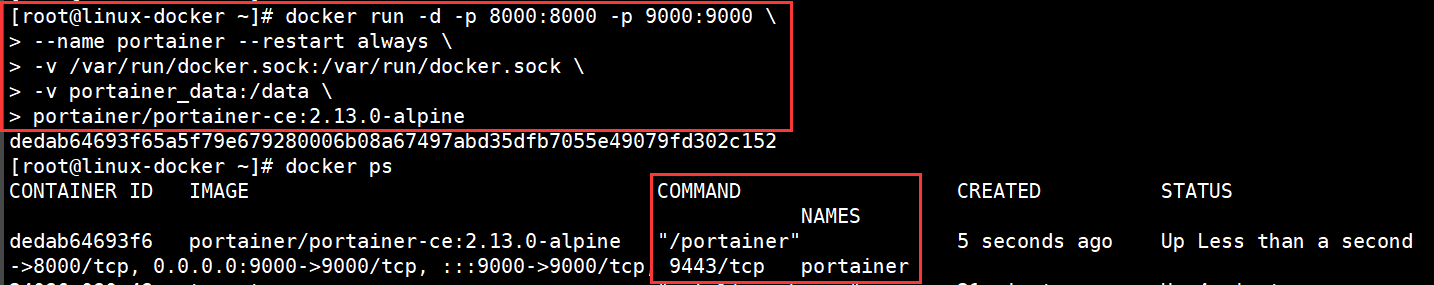 [root@linux-docker ~]# docker run -d -p 8000:8000 -p 9000:9000 \
> --name portainer --restart always \
> -v /var/run/docker.sock:/var/run/docker.sock \
> -v portainer_data:/data \
> portainer/portainer-ce:2.13.0-alpine
dedab64693f65a5f79e679280006b08a67497abd35dfb7055e49079fd302c152
[root@linux-docker ~]# docker ps
CONTAINER ID   IMAGE                                  COMMAND                  CREATED          STATUS
NAMES
dedab64693f6   portainer/portainer-ce:2.13.0-alpine   "/portainer"             5 seconds ago    Up Less than a second
->8000/tcp, 0.0.0.0:9000->9000/tcp, :::9000->9000/tcp, 9443/tcp   portainer